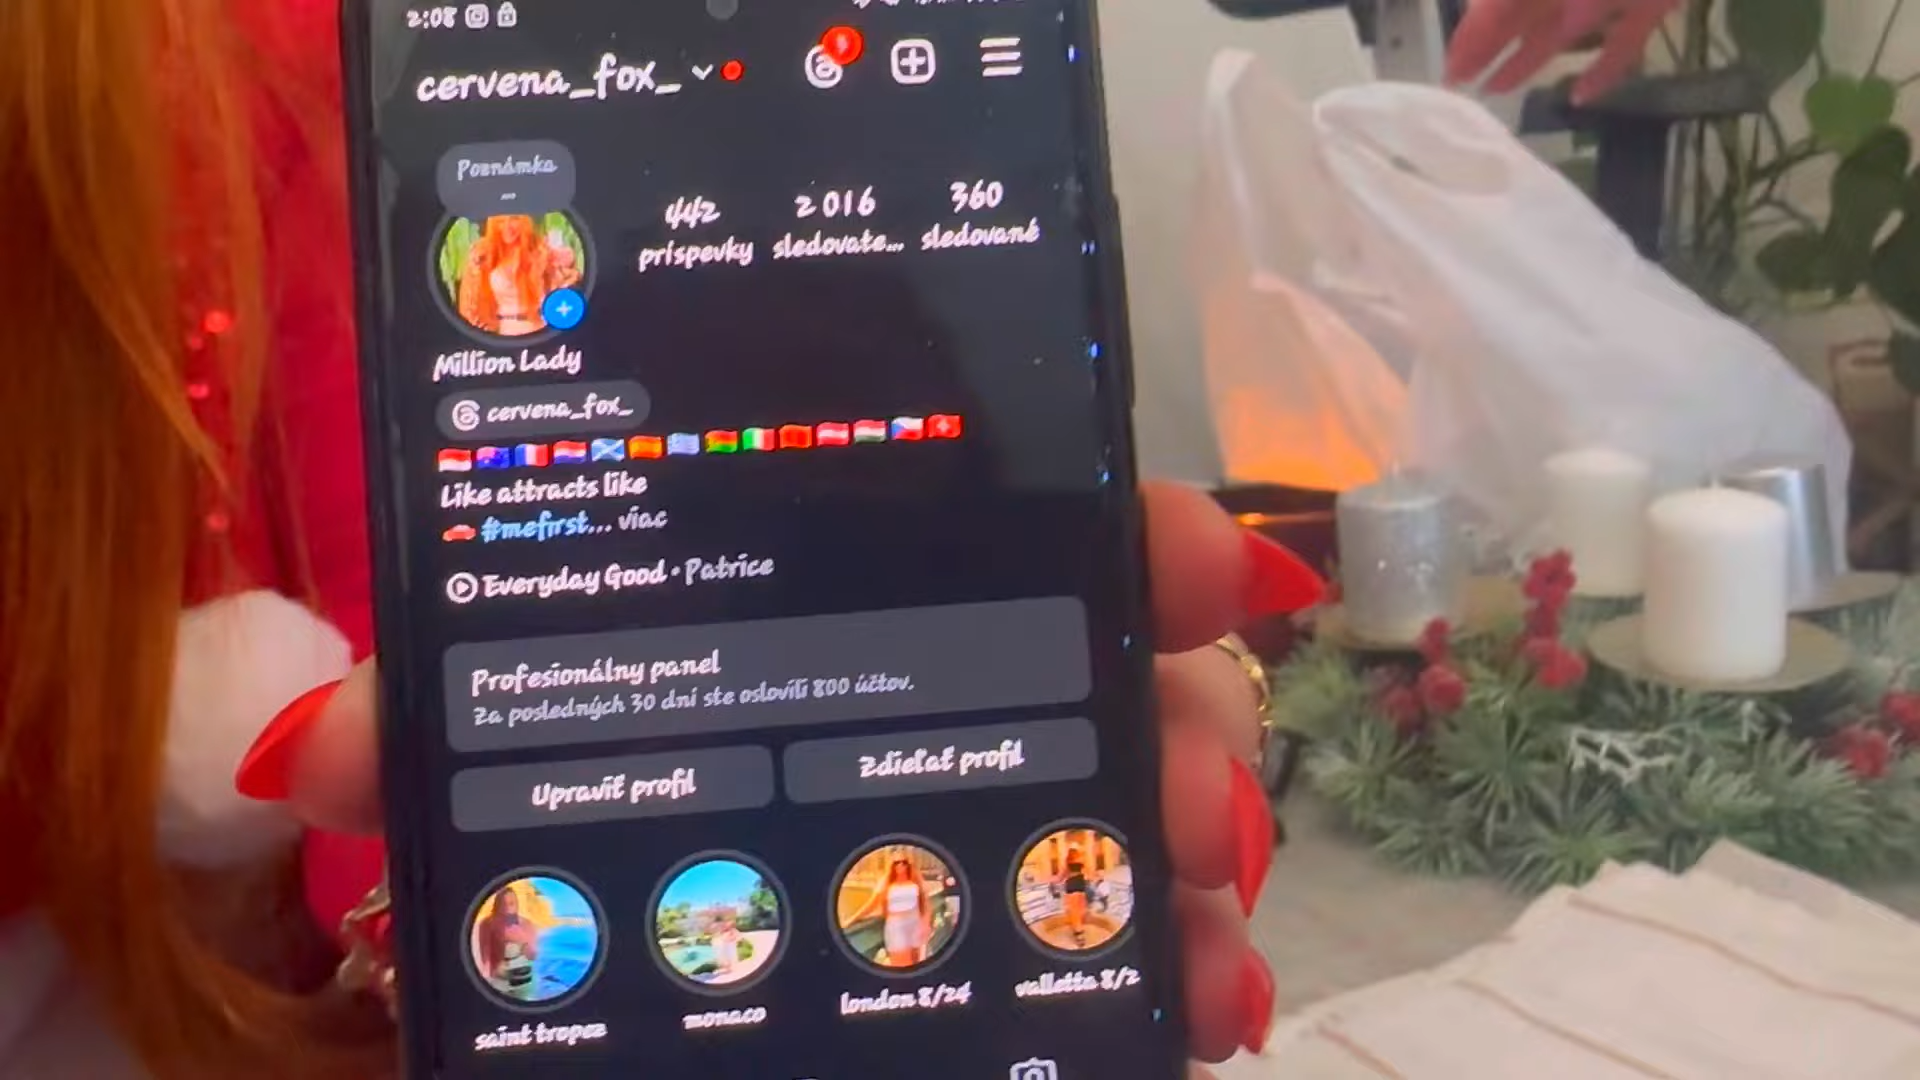 2:08
cervena_fox_
Poznámka
...
442
2 016
360
príspevky
sledovate...
sledované
Million Lady
cervena_fox_
Like attracts like
#mefirst... viac
Everyday Good • Patrice
Profesionálny panel
Za posledných 30 dní ste oslovili 800 účtov.
Upraviť profil
Zdieľať profil
saint tropez
monaco
london 8/24
valletta 8/2